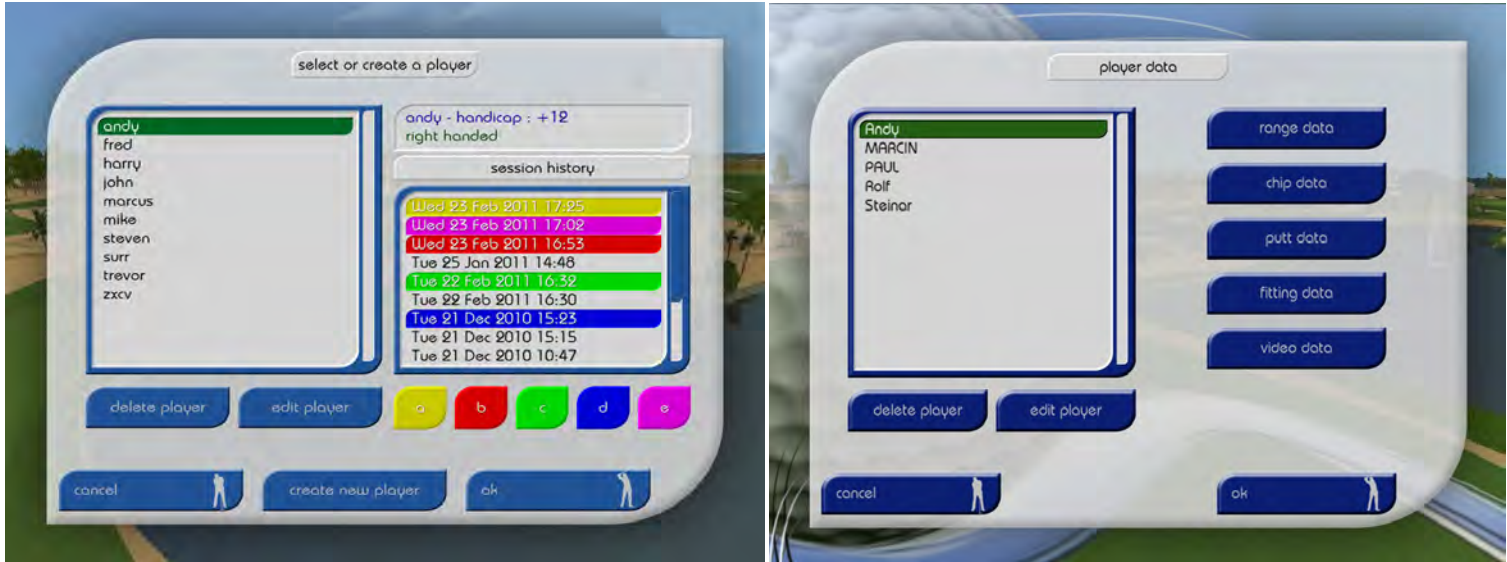 select or create a player
andy
fred
harry
john
marcus
mike
steven
surr
trevor
zxcv
andy - handicap : +12
right handed
session history
Wed 23 Feb 2011 17:25
Wed 23 Feb 2011 17:02
Wed 23 Feb 2011 16:53
Tue 25 Jan 2011 14:48
Tue 22 Feb 2011 16:32
Tue 22 Feb 2011 16:30
Tue 21 Dec 2010 15:23
Tue 21 Dec 2010 15:15
Tue 21 Dec 2010 10:47
delete player
edit player
a
b
c
d
e
cancel
create new player
ok
player data
Andy
MARCIN
PAUL
Rolf
Steinar
range data
chip data
putt data
fitting data
video data
delete player
edit player
cancel
ok